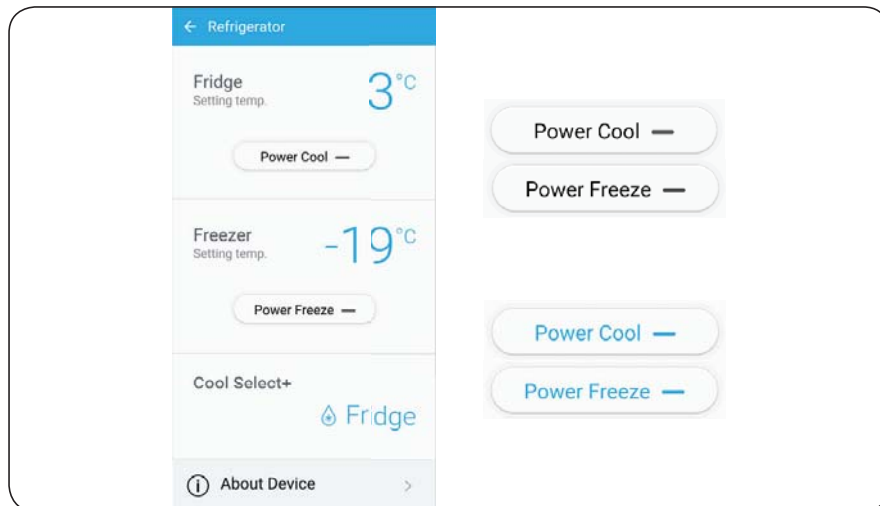 ← Refrigerator
Fridge
Setting temp.
3°C
Power Cool —
Freezer
Setting temp.
-19°C
Power Freeze —
Cool Select+
Fridge
About Device >
Power Cool —
Power Freeze —
Power Cool —
Power Freeze —